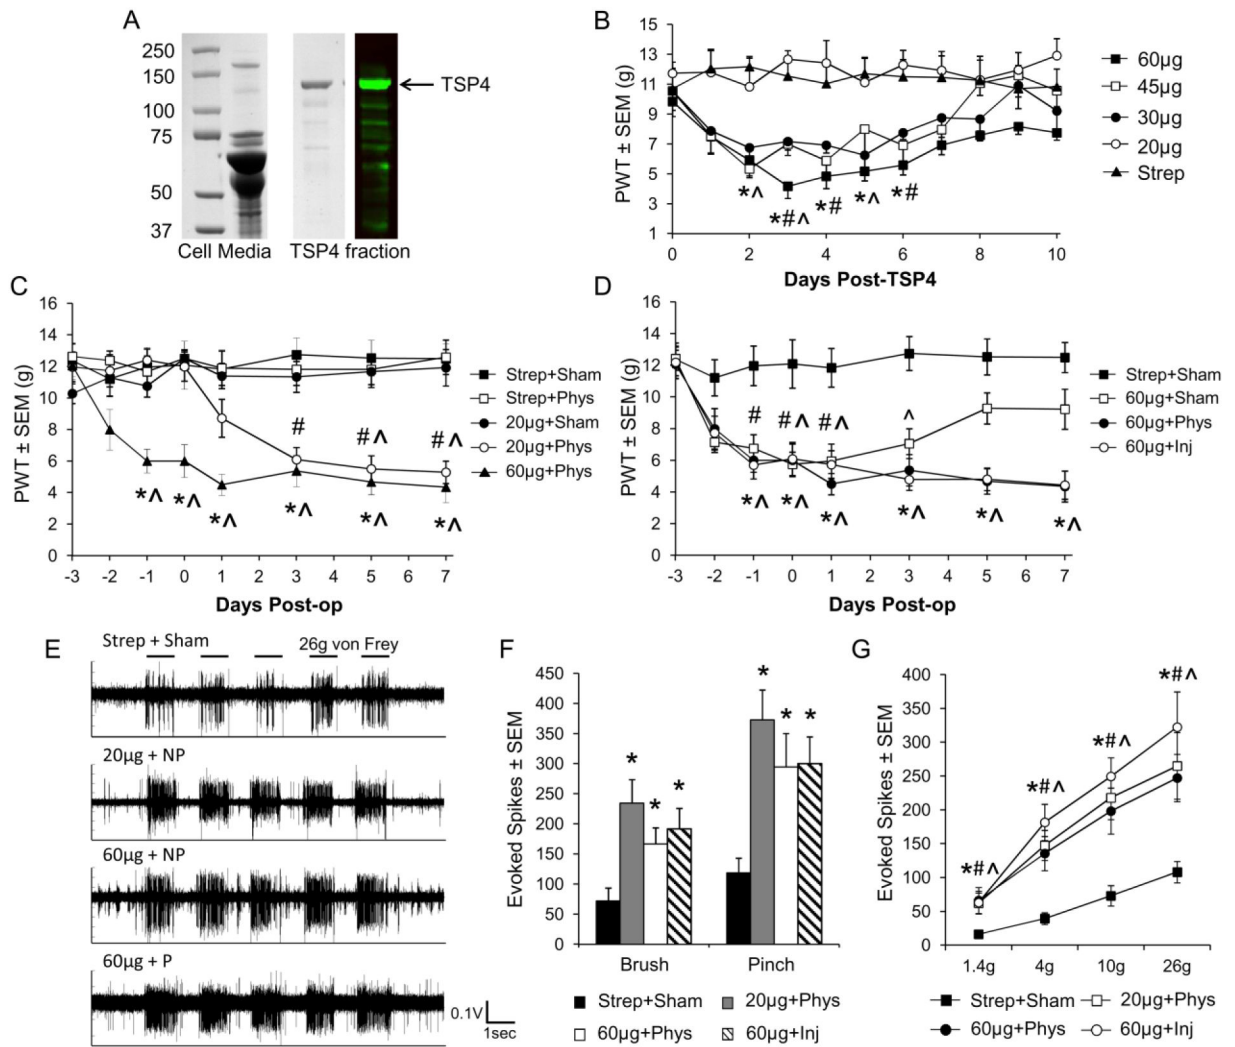 A
250
150
100
75
50
37
TSP4
Cell Media
TSP4 fraction
B
PWT ± SEM (g)
15
13
11
9
7
5
3
1
*^
*#^
*#
*^
*#
0 2 4 6 8 10
Days Post-TSP4
60µg
45µg
30µg
20µg
Strep
C
PWT ± SEM (g)
16
14
12
10
8
6
4
2
0
#
#^
#^
*^
*^
*^
*^
*^
*^
-3 -2 -1 0 1 2 3 4 5 6 7
Days Post-op
Strep+Sham
Strep+Phys
20µg+Sham
20µg+Phys
60µg+Phys
D
PWT ± SEM (g)
16
14
12
10
8
6
4
2
0
#
#^
#^
^
*^
*^
*^
*^
*^
*^
-3 -2 -1 0 1 2 3 4 5 6 7
Days Post-op
Strep+Sham
60µg+Sham
60µg+Phys
60µg+Inj
E
Strep + Sham
26g von Frey
20µg + NP
60µg + NP
60µg + P
0.1V
1sec
F
Evoked Spikes ± SEM
450
400
350
300
250
200
150
100
50
0
*
*
*
*
*
*
Brush
Pinch
Strep+Sham
20µg+Phys
60µg+Phys
60µg+Inj
G
Evoked Spikes ± SEM
400
350
300
250
200
150
100
50
0
*#^
*#^
*#^
*#^
1.4g 4g 10g 26g
Strep+Sham
20µg+Phys
60µg+Phys
60µg+Inj